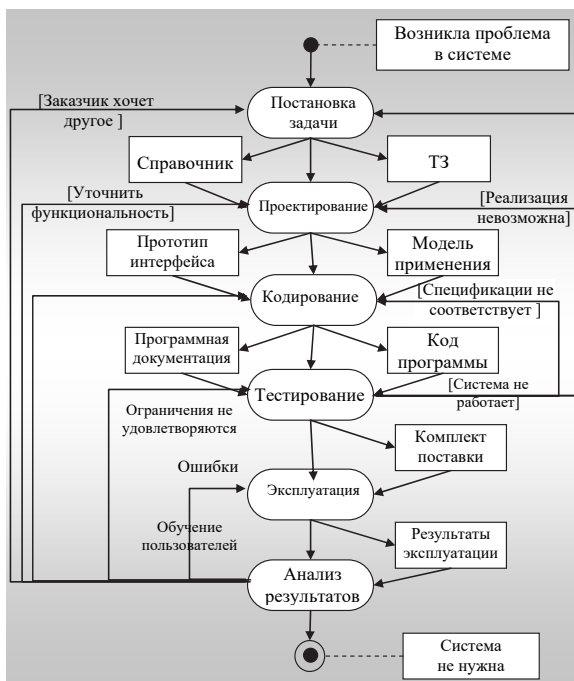 Возникла проблема
в системе
[Заказчик хочет
другое ]
Постановка
задачи
Справочник
ТЗ
[Уточнить
функциональность]
Проектирование
[Реализация
невозможна]
Прототип
интерфейса
Модель
применения
Кодирование
[Спецификации не
соответствует ]
Программная
документация
Код
программы
Тестирование
[Система не
работает]
Ограничения не
удовлетворяются
Комплект
поставки
Ошибки
Эксплуатация
Обучение
пользователей
Результаты
эксплуатации
Анализ
результатов
Система
не нужна